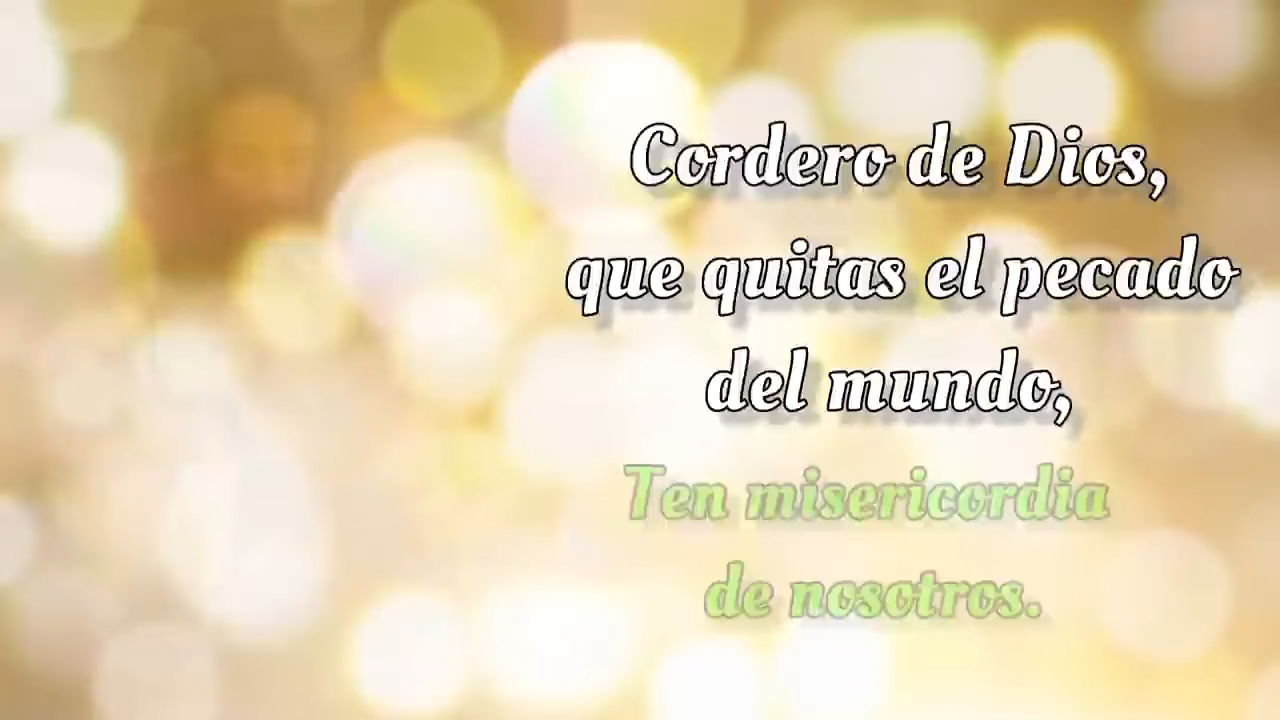 Cordero de Dios,
que quitas el pecado
del mundo,
Ten misericordia
de nosotros.